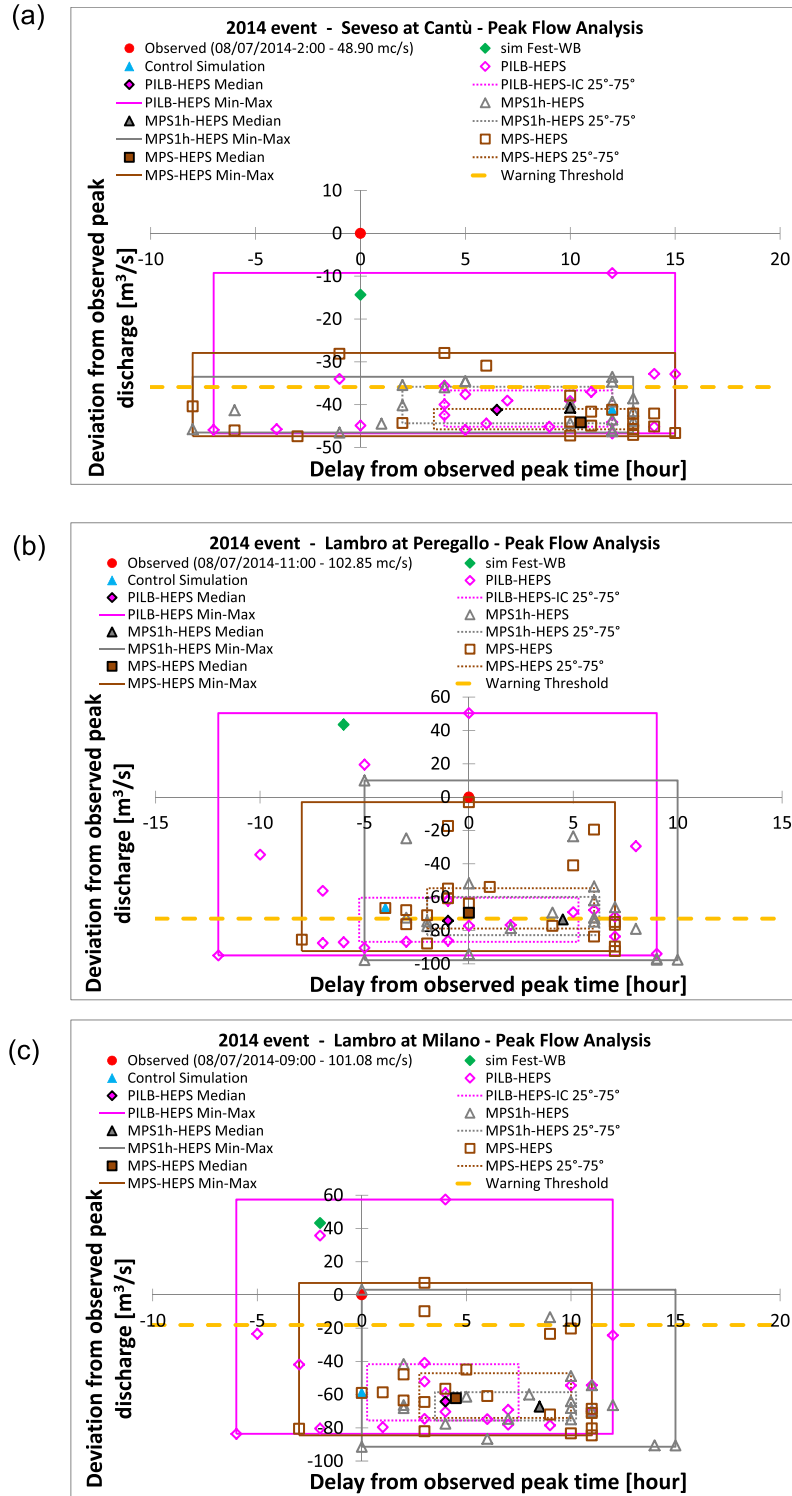 (a)
2014 event - Seveso at Cantù - Peak Flow Analysis
Observed (08/07/2014-2:00 - 48.90 mc/s)
sim Fest-WB
Control Simulation
PILB-HEPS
PILB-HEPS Median
PILB-HEPS-IC 25°-75°
PILB-HEPS Min-Max
MPS1h-HEPS
MPS1h-HEPS Median
MPS1h-HEPS 25°-75°
MPS1h-HEPS Min-Max
MPS-HEPS
MPS-HEPS Median
MPS-HEPS 25°-75°
MPS-HEPS Min-Max
Warning Threshold
Deviation from observed peak
discharge [m³/s]
10
0
-10
-20
-30
-40
-50
-10 -5 0 5 10 15 20
Delay from observed peak time [hour]
(b)
2014 event - Lambro at Peregallo - Peak Flow Analysis
Observed (08/07/2014-11:00 - 102.85 mc/s)
sim Fest-WB
Control Simulation
PILB-HEPS
PILB-HEPS Median
PILB-HEPS-IC 25°-75°
PILB-HEPS Min-Max
MPS1h-HEPS
MPS1h-HEPS Median
MPS1h-HEPS 25°-75°
MPS1h-HEPS Min-Max
MPS-HEPS
MPS-HEPS Median
MPS-HEPS 25°-75°
MPS-HEPS Min-Max
Warning Threshold
Deviation from observed peak
discharge [m³/s]
60
40
20
0
-20
-40
-60
-80
-100
-15 -10 -5 0 5 10 15
Delay from observed peak time [hour]
(c)
2014 event - Lambro at Milano - Peak Flow Analysis
Observed (08/07/2014-09:00 - 101.08 mc/s)
sim Fest-WB
Control Simulation
PILB-HEPS
PILB-HEPS Median
PILB-HEPS-IC 25°-75°
PILB-HEPS Min-Max
MPS1h-HEPS
MPS1h-HEPS Median
MPS1h-HEPS 25°-75°
MPS1h-HEPS Min-Max
MPS-HEPS
MPS-HEPS Median
MPS-HEPS 25°-75°
MPS-HEPS Min-Max
Warning Threshold
Deviation from observed peak
discharge [m³/s]
60
40
20
0
-20
-40
-60
-80
-100
-10 -5 0 5 10 15 20
Delay from observed peak time [hour]